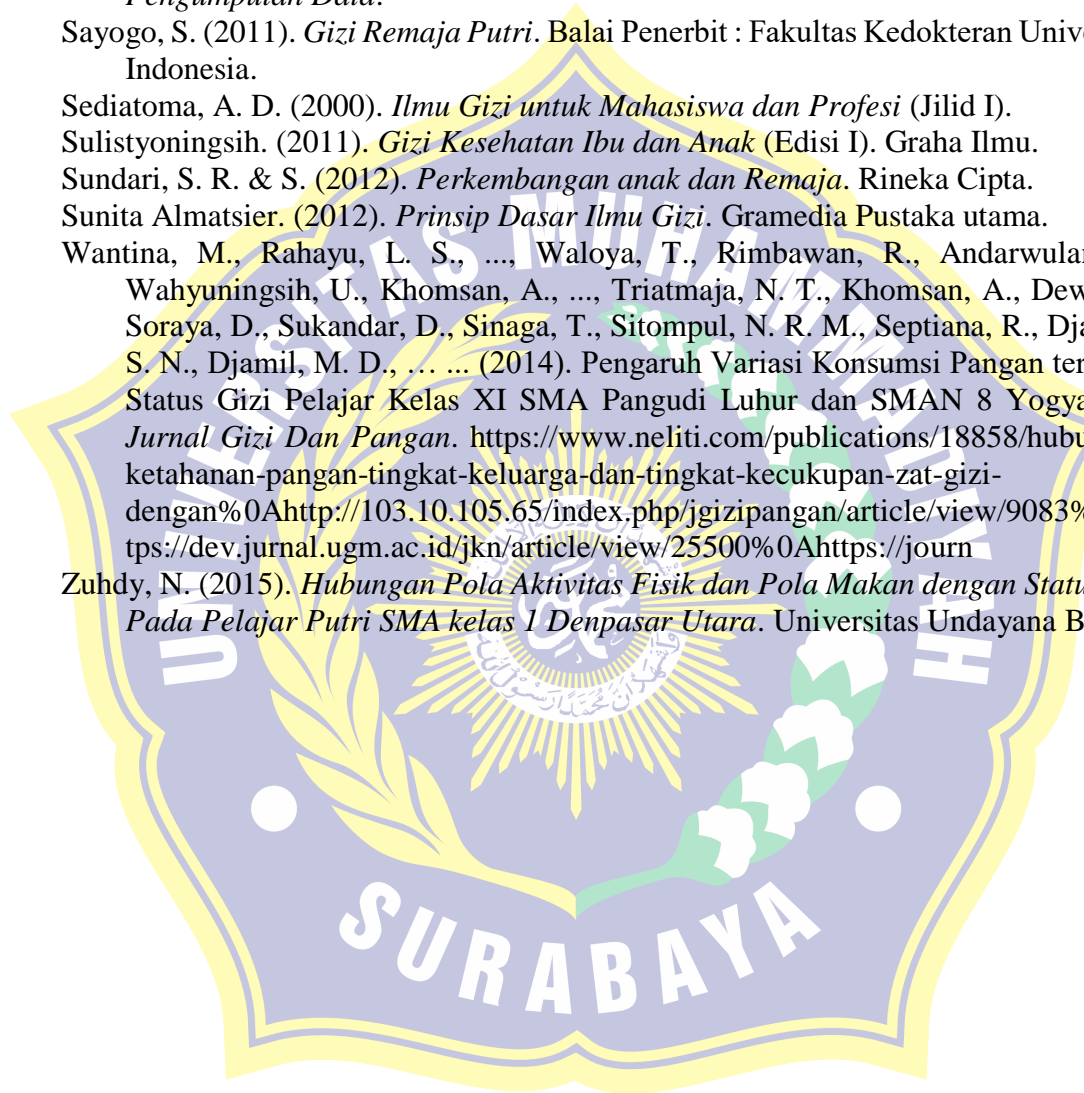 Pengumpulan Data.
Sayogo, S. (2011). Gizi Remaja Putri. Balai Penerbit : Fakultas Kedokteran
Indonesia.
Sediatoma, A. D. (2000). Ilmu Gizi untuk Mahasiswa dan Profesi (Jilid I).
Sulistyoningsih. (2011). Gizi Kesehatan Ibu dan Anak (Edisi I). Graha Ilmu.
Sundari, S. R. & S. (2012). Perkembangan anak dan Remaja. Rineka Cipta.
Sunita Almatsier. (2012). Prinsip Dasar Ilmu Gizi. Gramedia Pustaka utama.
Wantina, M., Rahayu, L. S., ..., Waloya, T., Rimbawan, R., Andarwulan
Wahyuningsih, U., Khomsan, A., ..., Triatmaja, N. T., Khomsan, A., Dew
Soraya, D., Sukandar, D., Sinaga, T., Sitompul, N. R. M., Septiana, R., Dja
S. N., Djamil, M. D., … ... (2014). Pengaruh Variasi Konsumsi Pangan ter
Status Gizi Pelajar Kelas XI SMA Pangudi Luhur dan SMAN 8 Yogya
Jurnal Gizi Dan Pangan. https://www.neliti.com/publications/18858/hubu
ketahanan-pangan-tingkat-keluarga-dan-tingkat-kecukupan-zat-gizi-
dengan%0Ahttp://103.10.105.65/index.php/jgizipangan/article/view/9083%
tps://dev.jurnal.ugm.ac.id/jkn/article/view/25500%0Ahttps://journ
Zuhdy, N. (2015). Hubungan Pola Aktivitas Fisik dan Pola Makan dengan Statu
Pada Pelajar Putri SMA kelas 1 Denpasar Utara. Universitas Undayana B
UNIVERSITAS MUHAMMADIYAH
SURABAYA